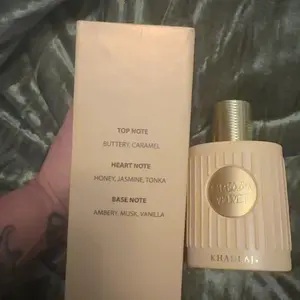 TOP NOTE
BUTTERY, CARAMEL
HEART NOTE
HONEY, JASMINE, TONKA
BASE NOTE
AMBERY, MUSK, VANILLA
KHADLAJ